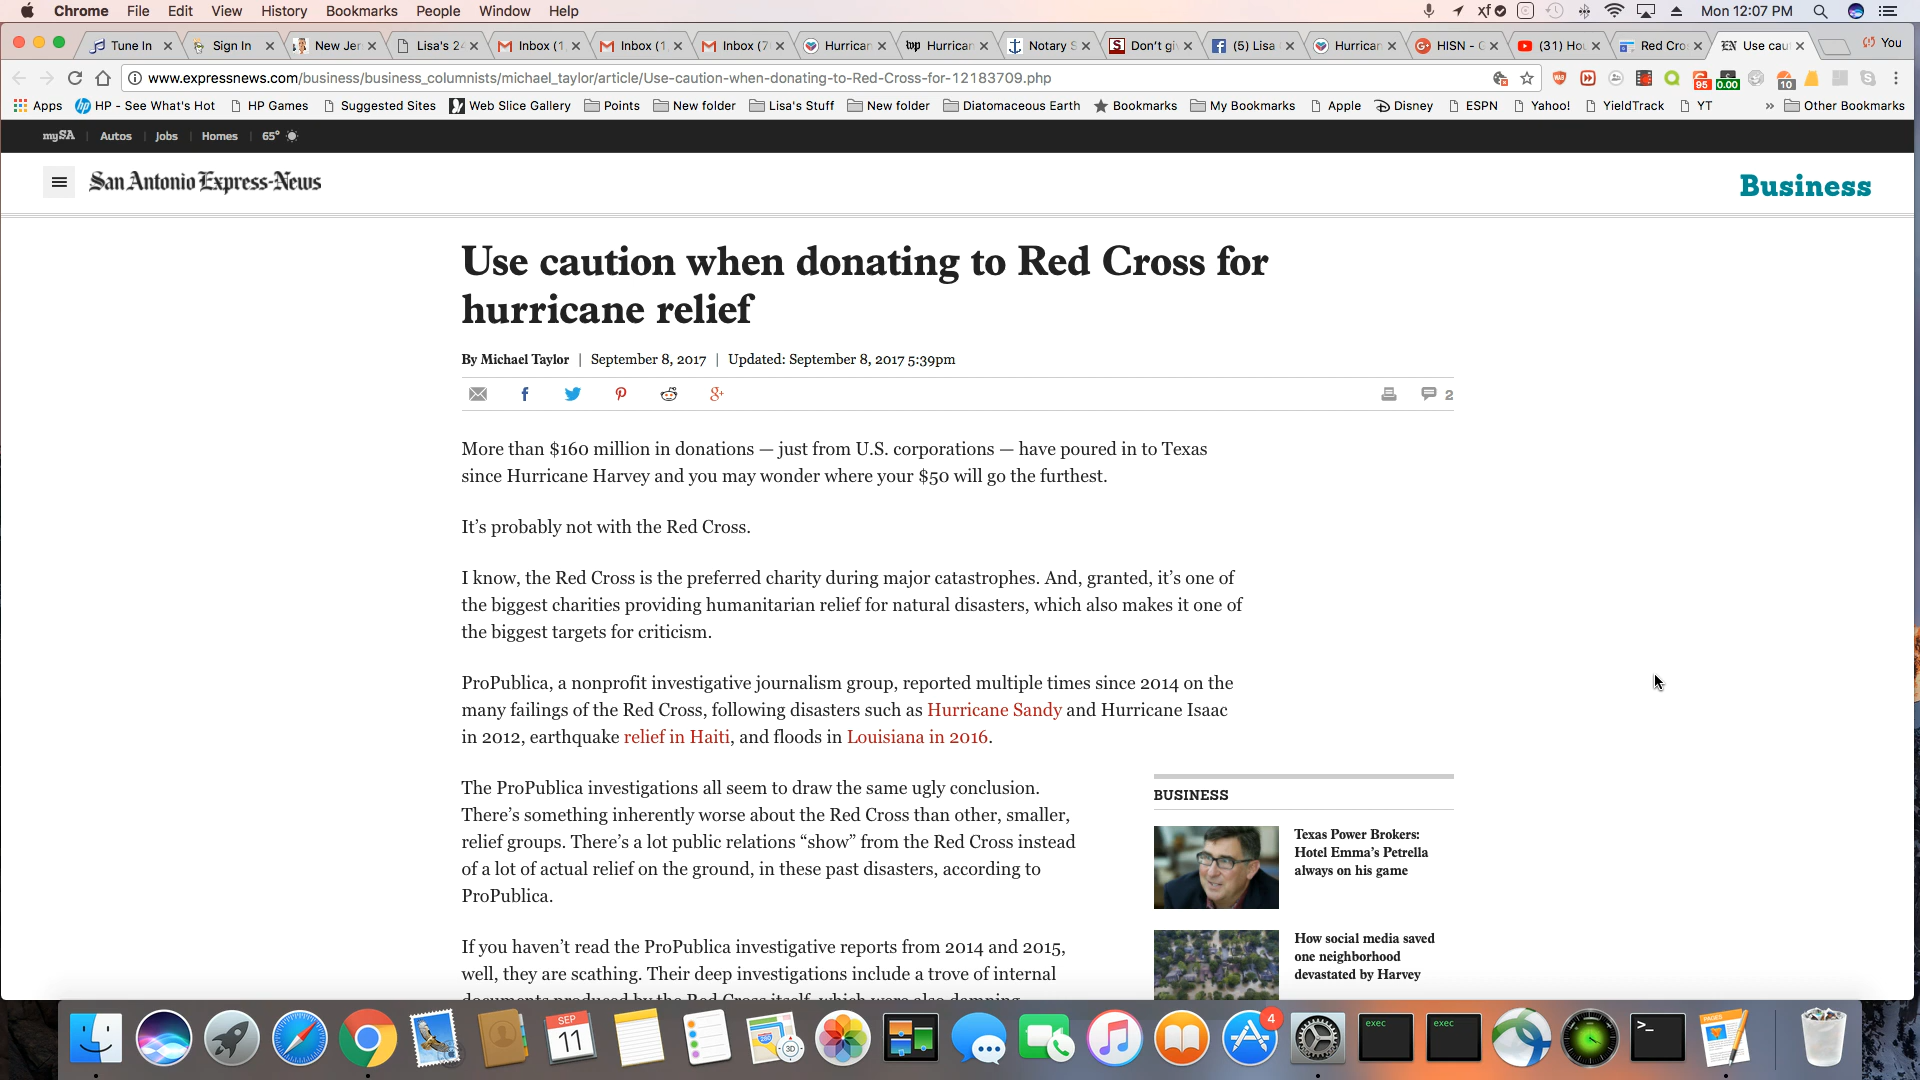 Chrome File Edit View History Bookmarks People Window Help Mon 12:07 PM
Tune In Sign In New Jer Lisa's 2 Inbox (1, Inbox (1, Inbox (7 Hurrican Hurrican Notary S Don't gi (5) Lisa Hurrican HISN - G (31) Ho Red Cro Use cau You
www.expressnews.com/business/business_columnists/michael_taylor/article/Use-caution-when-donating-to-Red-Cross-for-12183709.php 95 0.00 10
Apps HP - See What's Hot HP Games Suggested Sites Web Slice Gallery Points New folder Lisa's Stuff New folder Diatomaceous Earth Bookmarks My Bookmarks Apple Disney ESPN Yahoo! YieldTrack YT » Other Bookmarks
mySA Autos Jobs Homes 65°
San Antonio Express-News
Business
Use caution when donating to Red Cross for
hurricane relief
By Michael Taylor | September 8, 2017 | Updated: September 8, 2017 5:39pm
2
More than $160 million in donations — just from U.S. corporations — have poured in to Texas
since Hurricane Harvey and you may wonder where your $50 will go the furthest.
It's probably not with the Red Cross.
I know, the Red Cross is the preferred charity during major catastrophes. And, granted, it's one of
the biggest charities providing humanitarian relief for natural disasters, which also makes it one of
the biggest targets for criticism.
ProPublica, a nonprofit investigative journalism group, reported multiple times since 2014 on the
many failings of the Red Cross, following disasters such as Hurricane Sandy and Hurricane Isaac
in 2012, earthquake relief in Haiti, and floods in Louisiana in 2016.
The ProPublica investigations all seem to draw the same ugly conclusion.
There's something inherently worse about the Red Cross than other, smaller,
relief groups. There's a lot public relations "show" from the Red Cross instead
of a lot of actual relief on the ground, in these past disasters, according to
ProPublica.
If you haven't read the ProPublica investigative reports from 2014 and 2015,
well, they are scathing. Their deep investigations include a trove of internal
documents produced by the Red Cross itself, which were also damning
BUSINESS
Texas Power Brokers:
Hotel Emma's Petrella
always on his game
How social media saved
one neighborhood
devastated by Harvey
SEP
11
3D
4
exec
exec
>_
PAGES